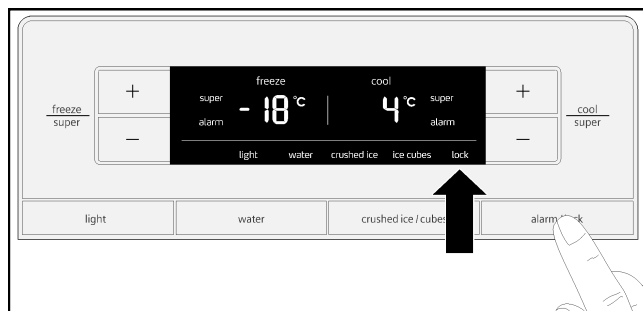 freeze
super
+
−
freeze
cool
super
-18°C
4°C
super
alarm
alarm
light water crushed ice ice cubes lock
+
−
cool
super
light
water
crushed ice / cubes
alarm